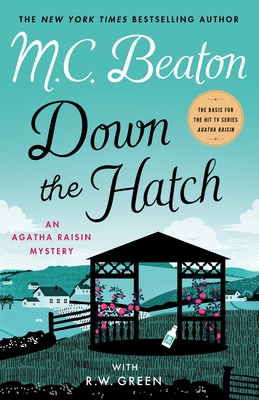 THE NEW YORK TIMES BESTSELLING AUTHOR
M.C. Beaton
THE BASIS FOR
THE HIT TV SERIES
AGATHA RAISIN
Down
the Hatch
AN
AGATHA RAISIN
MYSTERY
WITH
R.W. GREEN